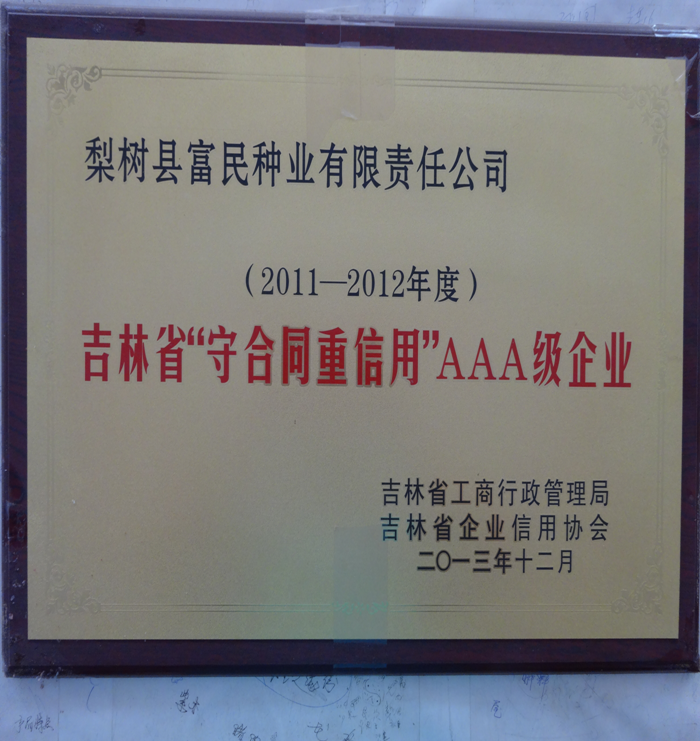 梨树县富民种业有限责任公司
（2011—2012年度）
吉林省“守合同重信用”AAA级企业
吉林省工商行政管理局
吉林省企业信用协会
二〇一三年十二月